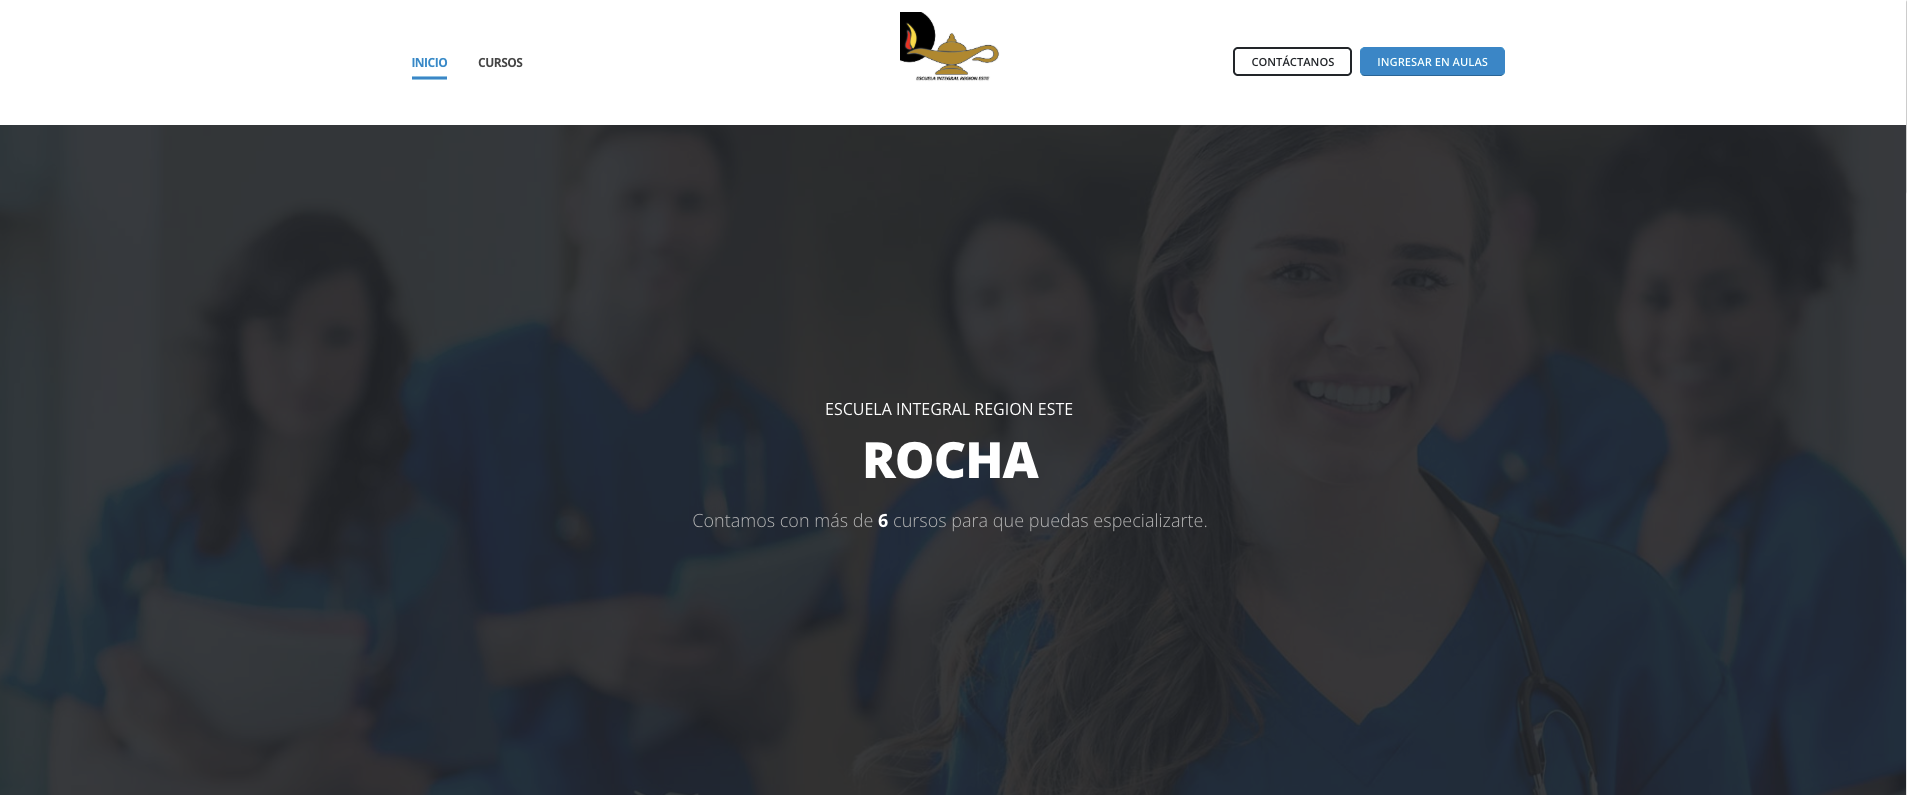 INICIO
CURSOS
ESCUELA INTEGRAL REGION ESTE
CONTÁCTANOS
INGRESAR EN AULAS
ESCUELA INTEGRAL REGION ESTE
ROCHA
Contamos con más de 6 cursos para que puedas especializarte.